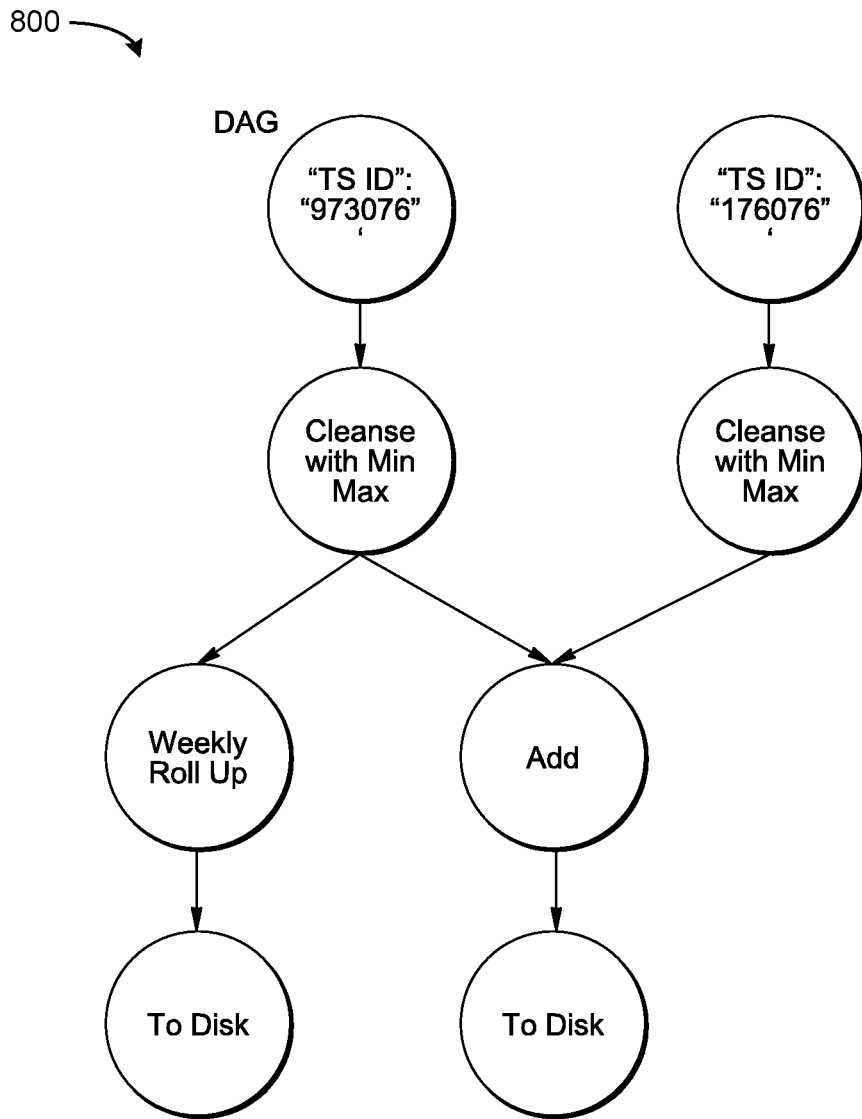 800
DAG
“TS ID”:
“973076”
‘
“TS ID”:
“176076”
‘
Cleanse
with Min
Max
Cleanse
with Min
Max
Weekly
Roll Up
Add
To Disk
To Disk